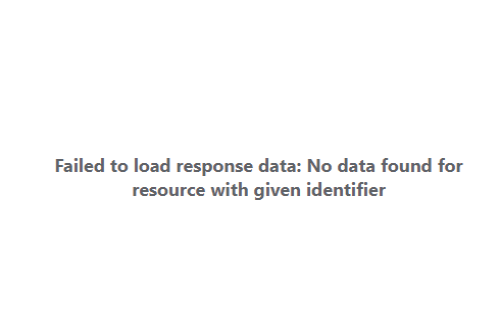 Failed to load response data: No data found for
resource with given identifier